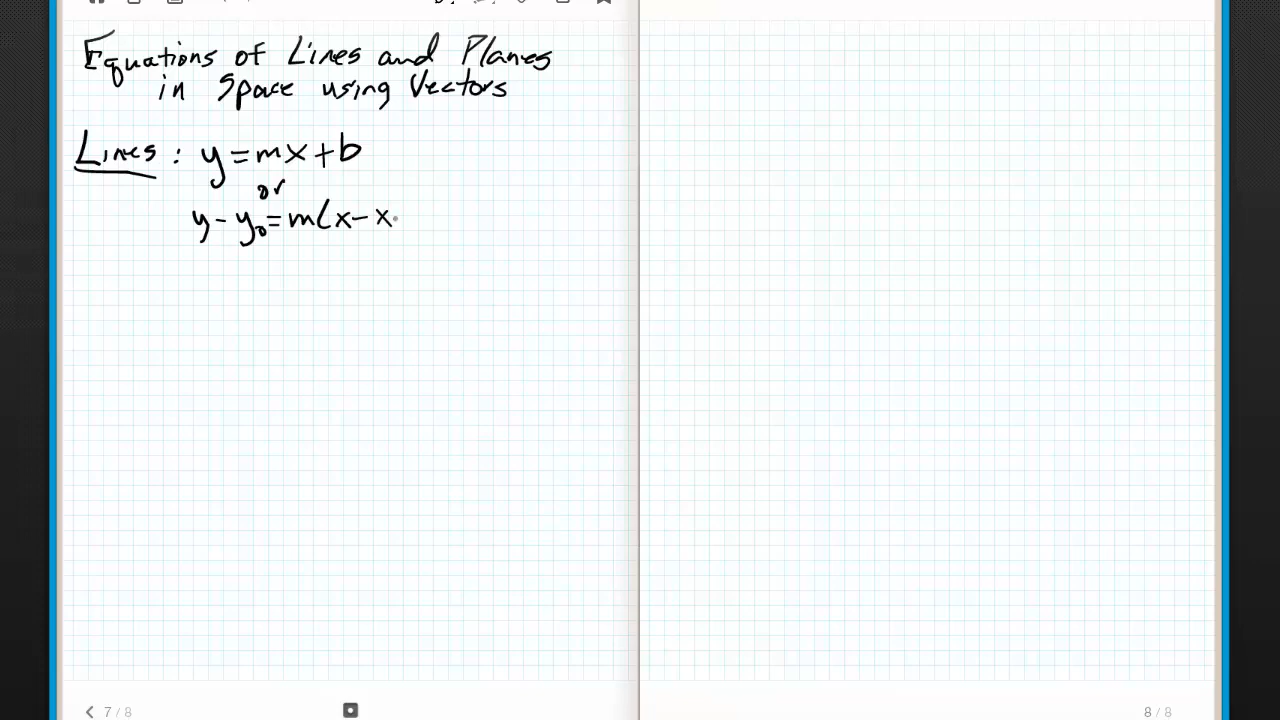 Equations of Lines and Planes
in Space using Vectors
Lines: y = mx + b
or
y - y₀ = m(x - x
7 / 8
8 / 8